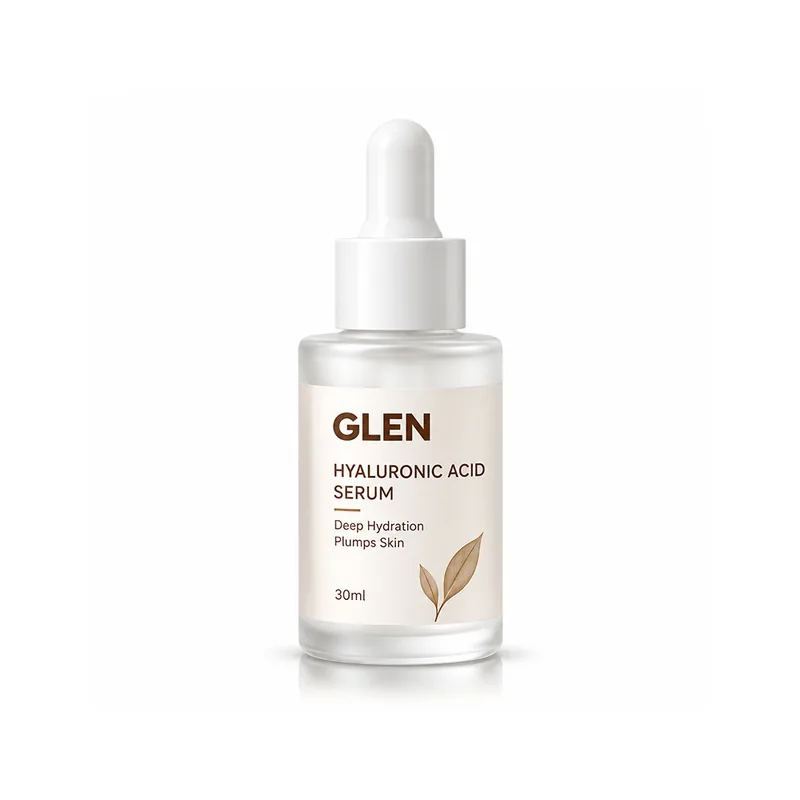 GLEN
HYALURONIC ACID
SERUM
Deep Hydration
Plumps Skin
30ml